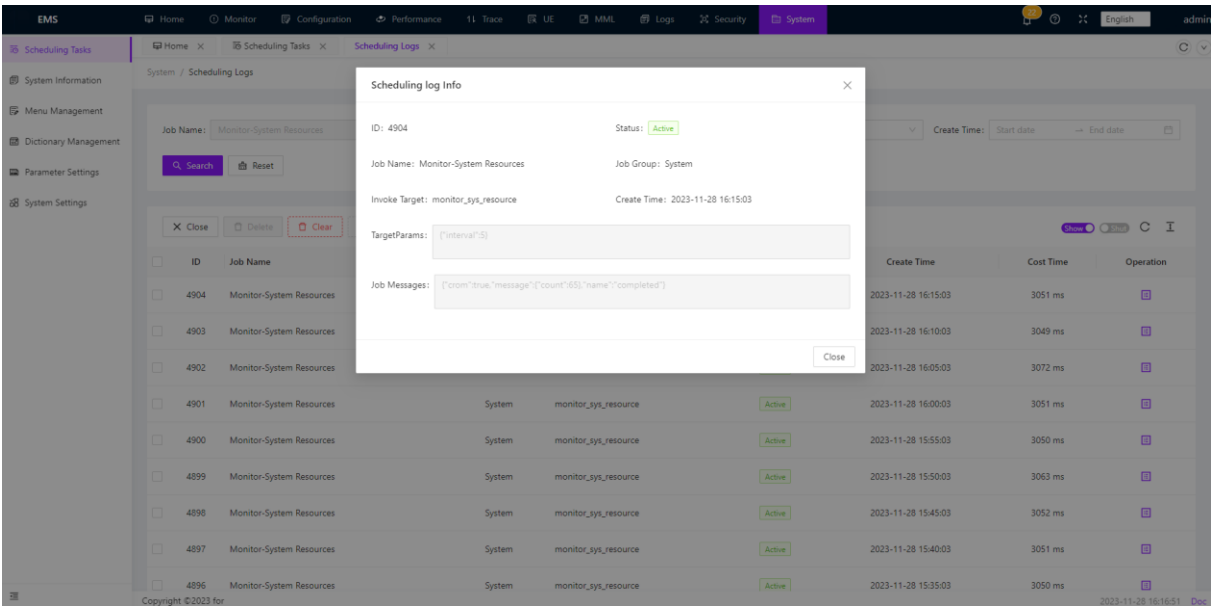 EMS Home Monitor Configuration Performance Trace UE MML Logs Security System 22 English admin
Scheduling Tasks
System Information
Menu Management
Dictionary Management
Parameter Settings
System Settings
Home Scheduling Tasks Scheduling Logs
System / Scheduling Logs
Job Name: Monitor-System Resources Create Time: Start date → End date
Search Reset
Close Delete Clear Show
ID Job Name Create Time Cost Time Operation
4904 Monitor-System Resources 2023-11-28 16:15:03 3051 ms
4903 Monitor-System Resources 2023-11-28 16:10:03 3049 ms
4902 Monitor-System Resources 2023-11-28 16:05:03 3072 ms
4901 Monitor-System Resources System monitor_sys_resource Active 2023-11-28 16:00:03 3051 ms
4900 Monitor-System Resources System monitor_sys_resource Active 2023-11-28 15:55:03 3050 ms
4899 Monitor-System Resources System monitor_sys_resource Active 2023-11-28 15:50:03 3063 ms
4898 Monitor-System Resources System monitor_sys_resource Active 2023-11-28 15:45:03 3052 ms
4897 Monitor-System Resources System monitor_sys_resource Active 2023-11-28 15:40:03 3051 ms
4896 Monitor-System Resources System monitor_sys_resource Active 2023-11-28 15:35:03 3050 ms
Copyright ©2023 for 2023-11-28 16:16:51 Doc
Scheduling log Info
ID: 4904 Status: Active
Job Name: Monitor-System Resources Job Group: System
Invoke Target: monitor_sys_resource Create Time: 2023-11-28 16:15:03
TargetParams: {"interval":5}
Job Messages: {"crom":true,"message":{"count":65},"name":"completed"}
Close